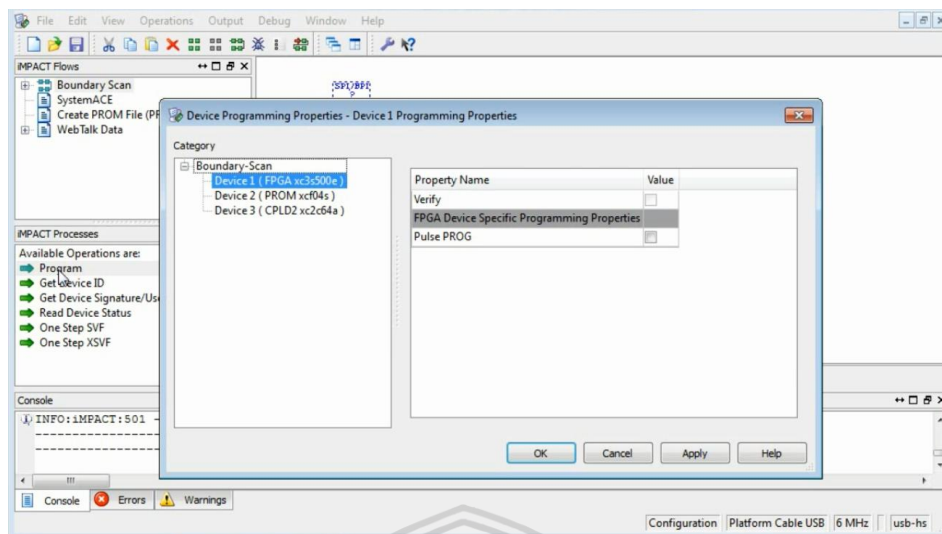 File Edit View Operations Output Debug Window Help
iMPACT Flows
Boundary Scan
SystemACE
Create PROM File (PR
WebTalk Data
SPI/BPI
?
Device Programming Properties - Device 1 Programming Properties
Category
Boundary-Scan
Device 1 ( FPGA xc3s500e )
Device 2 ( PROM xcf04s )
Device 3 ( CPLD2 xc2c64a )
Property Name Value
Verify
FPGA Device Specific Programming Properties
Pulse PROG
iMPACT Processes
Available Operations are:
Program
Get Device ID
Get Device Signature/Use
Read Device Status
One Step SVF
One Step XSVF
OK Cancel Apply Help
Console
INFO:iMPACT:501 -
Console Errors Warnings
Configuration Platform Cable USB 6 MHz usb-hs